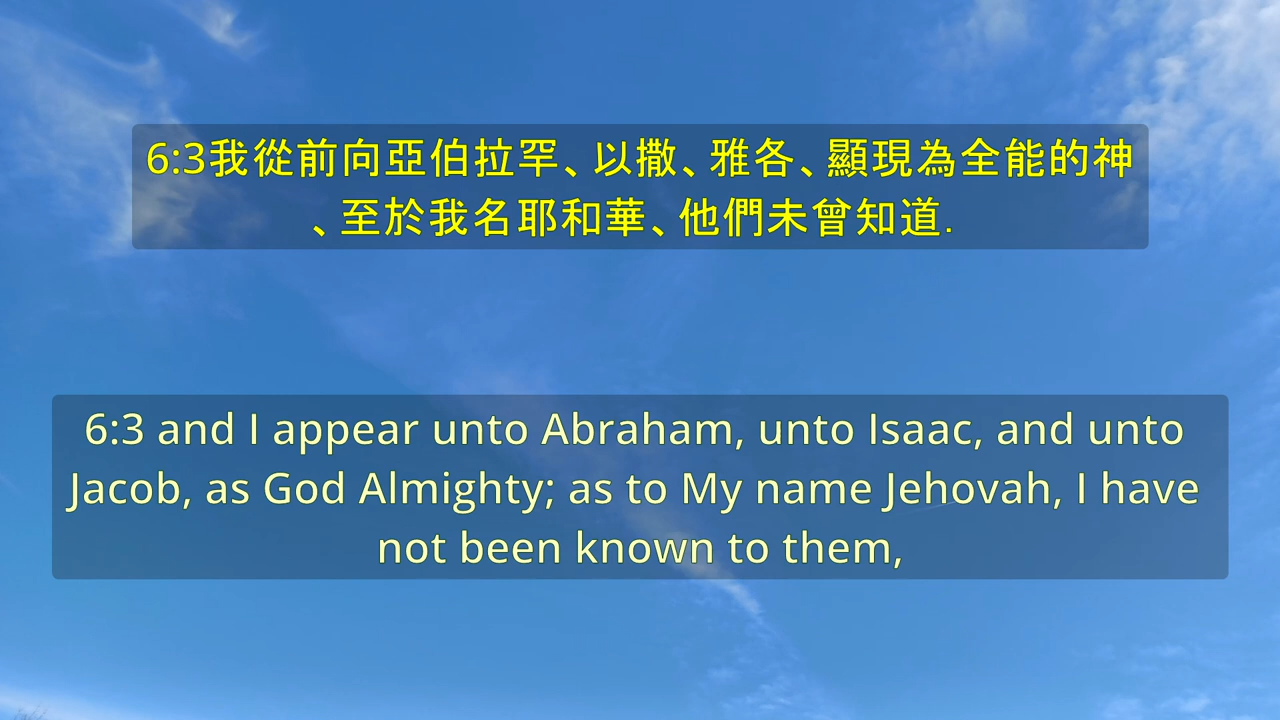 6:3我從前向亞伯拉罕、以撒、雅各、顯現為全能的神
、至於我名耶和華、他們未曾知道.
6:3 and I appear unto Abraham, unto Isaac, and unto
Jacob, as God Almighty; as to My name Jehovah, I have
not been known to them,